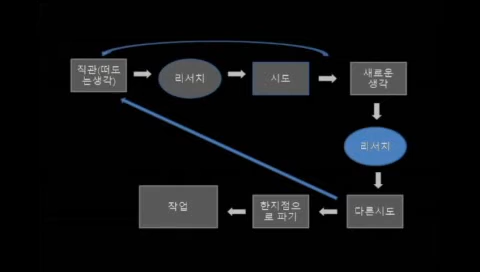 직관(떠도
는생각)
리서치
시도
새로운
생각
리서치
다른시도
한지점으
로 파기
작업